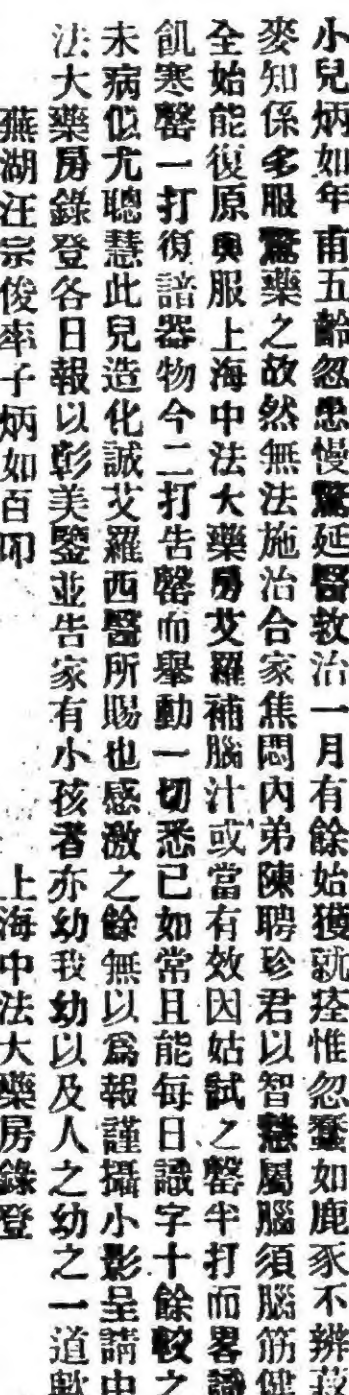 小兒炳如年甫五齡忽患慢驚延醫救治一月有餘始獲就痊惟忽蠢如鹿豕不辨菽
麥知係多服驚藥之故然無法施治合家焦悶內弟陳聘珍君以智慧屬腦須腦筋健
全始能復原與服上海中法大藥房艾羅補腦汁或當有效因姑試之罄半打而畧識
飢寒罄一打復諳器物今二打告罄而舉動一切悉已如常且能每日識字十餘較之
未病似尤聰慧此兒造化誠艾羅西醫所賜也感激之餘無以爲報謹攝小影呈請中
法大藥房錄登各日報以彰美鑒並告家有小孩者亦幼我幼以及人之幼之一道歟
蕪湖汪宗俊率子炳如百叩
上海中法大藥房錄登